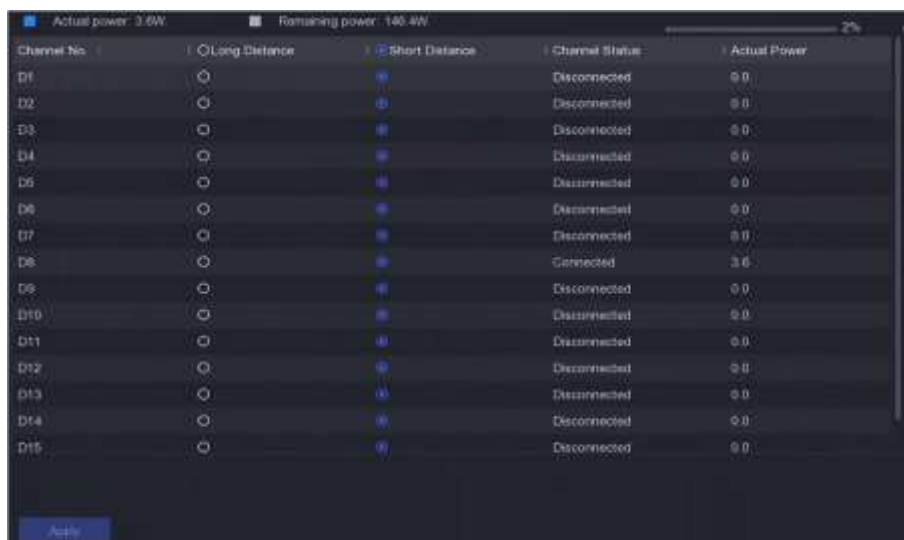 Actual power: 3.6W Remaining power: 146.4W 2%
Channel No. Long Distance Short Distance Channel Status Actual Power
D1 Disconnected 0.0
D2 Disconnected 0.0
D3 Disconnected 0.0
D4 Disconnected 0.0
D5 Disconnected 0.0
D6 Disconnected 0.0
D7 Disconnected 0.0
D8 Connected 3.6
D9 Disconnected 0.0
D10 Disconnected 0.0
D11 Disconnected 0.0
D12 Disconnected 0.0
D13 Disconnected 0.0
D14 Disconnected 0.0
D15 Disconnected 0.0
Apply